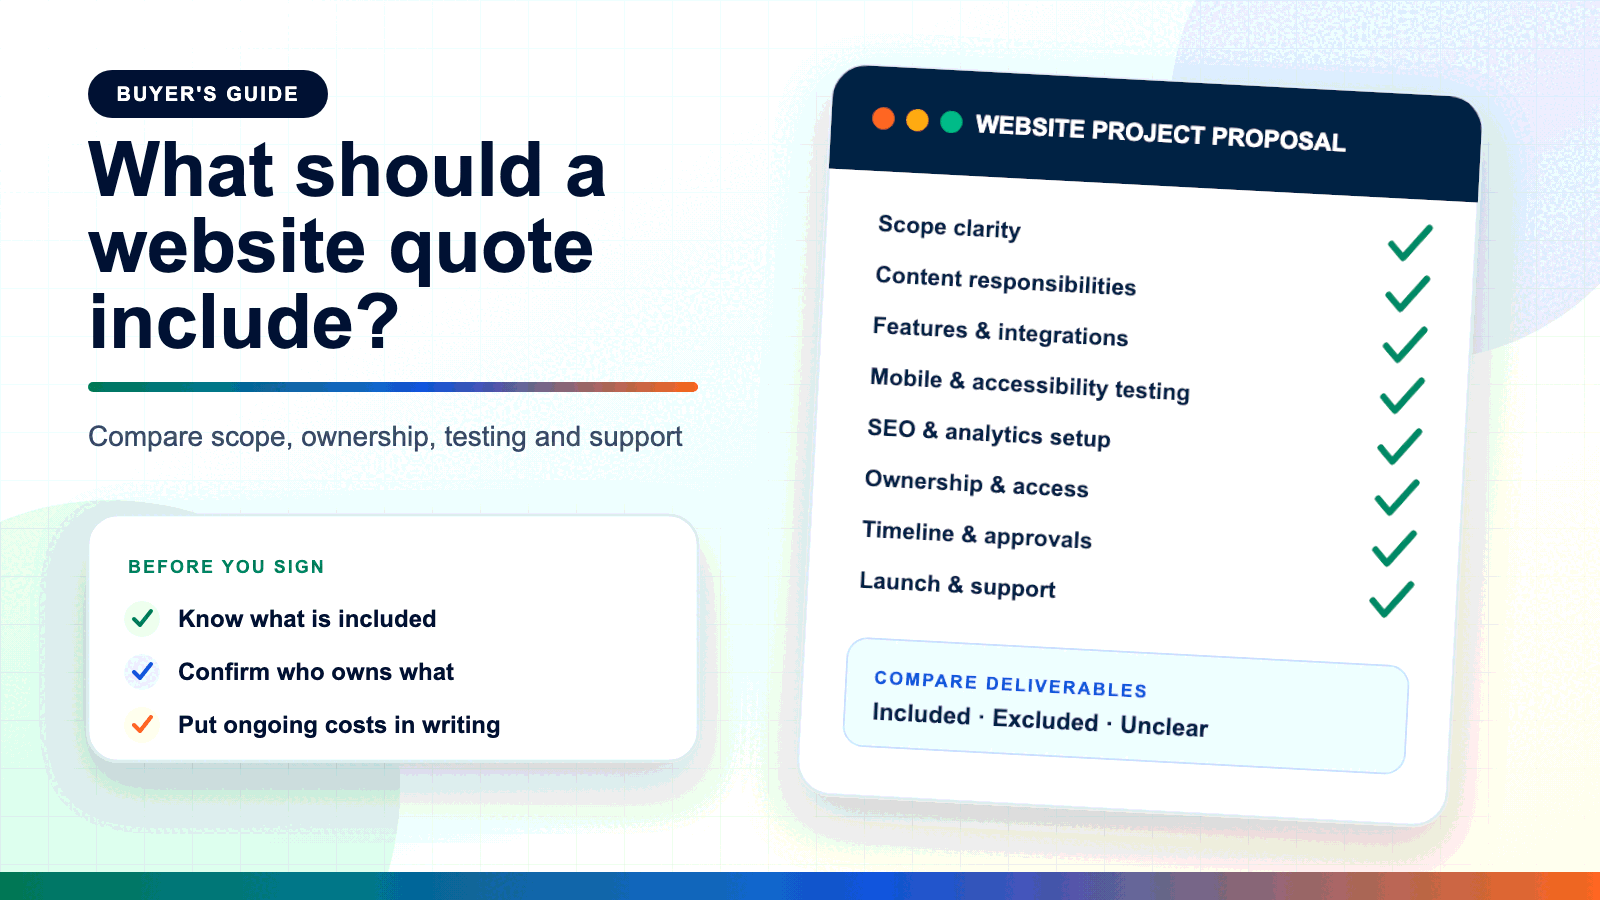 BUYER'S GUIDE
What should a
website quote
include?
Compare scope, ownership, testing and support
BEFORE YOU SIGN
Know what is included
Confirm who owns what
Put ongoing costs in writing
WEBSITE PROJECT PROPOSAL
Scope clarity
Content responsibilities
Features & integrations
Mobile & accessibility testing
SEO & analytics setup
Ownership & access
Timeline & approvals
Launch & support
COMPARE DELIVERABLES
Included · Excluded · Unclear